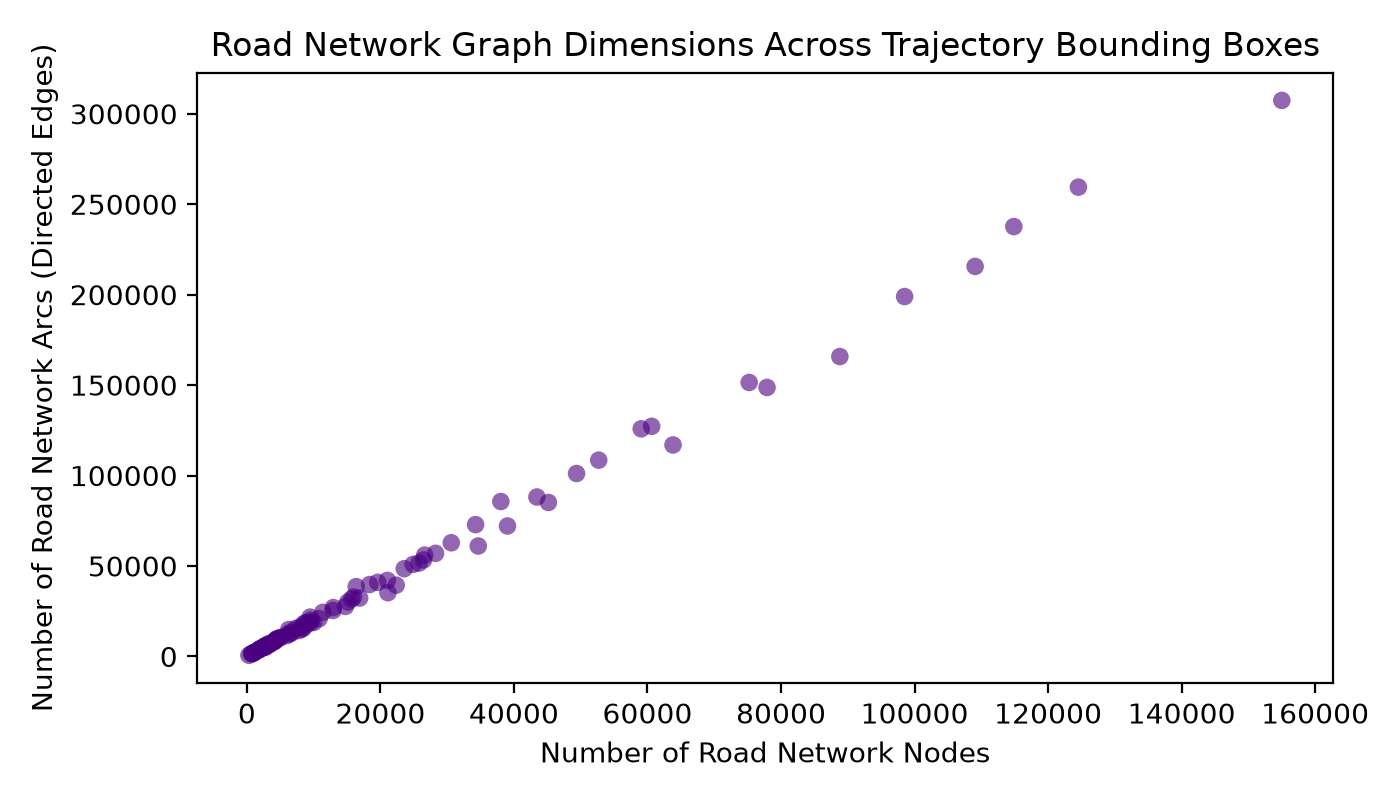 Road Network Graph Dimensions Across Trajectory Bounding Boxes
Number of Road Network Arcs (Directed Edges)
300000
250000
200000
150000
100000
50000
0
0 20000 40000 60000 80000 100000 120000 140000 160000
Number of Road Network Nodes